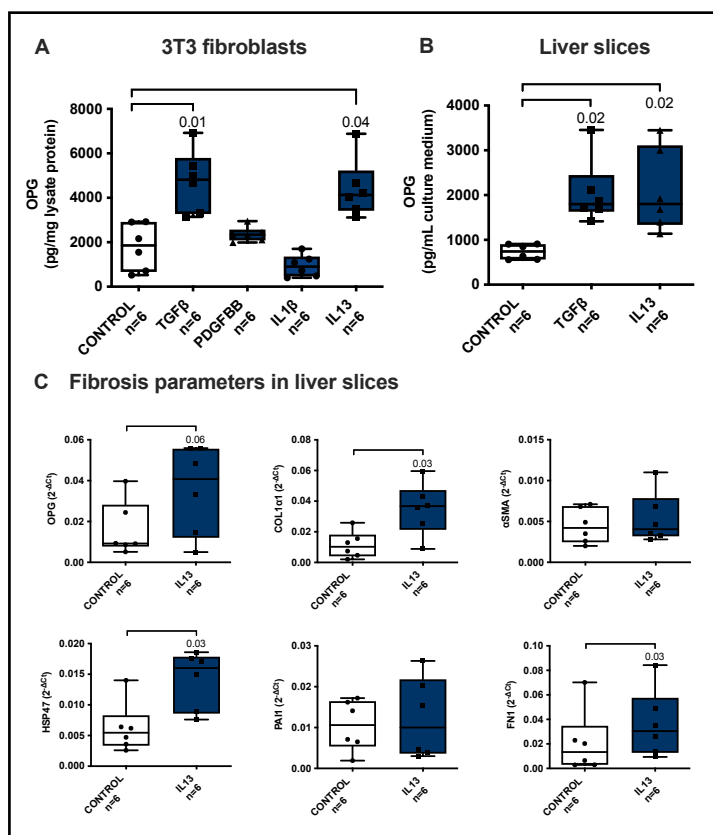 A 3T3 fibroblasts
B Liver slices
OPG
(pg/mg lysate protein)
8000
6000
4000
2000
0
0.01
0.04
CONTROL
n=6
TGFβ
n=6
PDGFBB
n=6
IL1β
n=6
IL13
n=6
OPG
(pg/mL culture medium)
4000
3000
2000
1000
0
0.02
0.02
CONTROL
n=6
TGFβ
n=6
IL13
n=6
C Fibrosis parameters in liver slices
OPG (2-ΔCt)
0.06
0.04
0.02
0.00
0.06
CONTROL
n=6
IL13
n=6
COL1α1 (2-ΔCt)
0.08
0.06
0.04
0.02
0.00
0.03
CONTROL
n=6
IL13
n=6
αSMA (2-ΔCt)
0.015
0.010
0.005
0.000
CONTROL
n=6
IL13
n=6
HSP47 (2-ΔCt)
0.020
0.015
0.010
0.005
0.000
0.03
CONTROL
n=6
IL13
n=6
PAI1 (2-ΔCt)
0.03
0.02
0.01
0.00
CONTROL
n=6
IL13
n=6
FN1 (2-ΔCt)
0.10
0.08
0.06
0.04
0.02
0.00
0.03
CONTROL
n=6
IL13
n=6